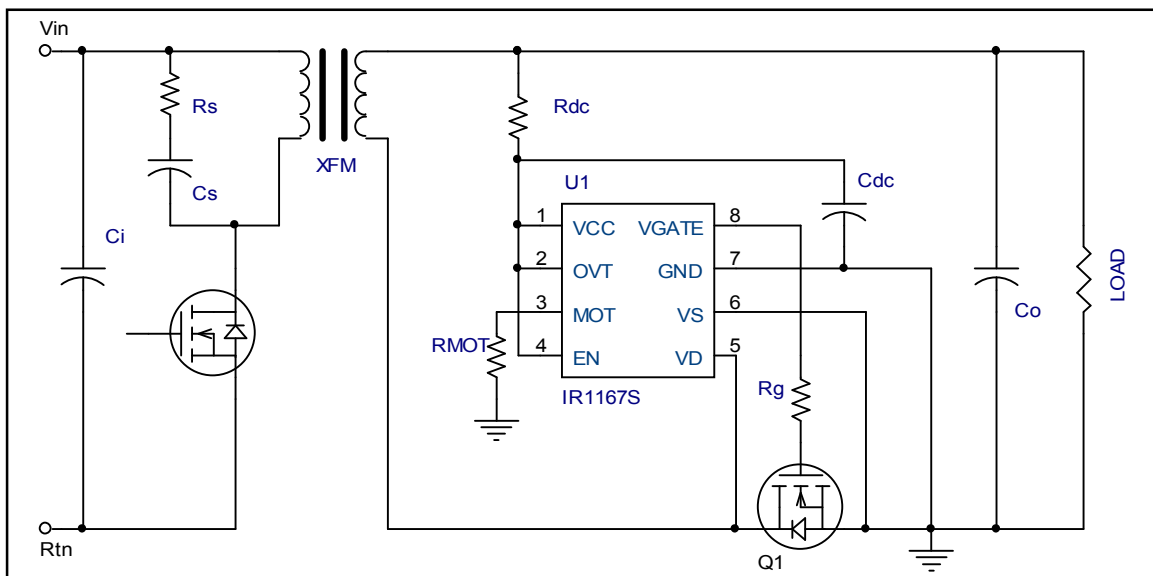 Vin
Rs
Cs
Ci
Rtn
XFM
Rdc
Cdc
U1
1 VCC VGATE 8
2 OVT GND 7
3 MOT VS 6
4 EN VD 5
RMOT
IR1167S
Rg
Q1
Co
LOAD